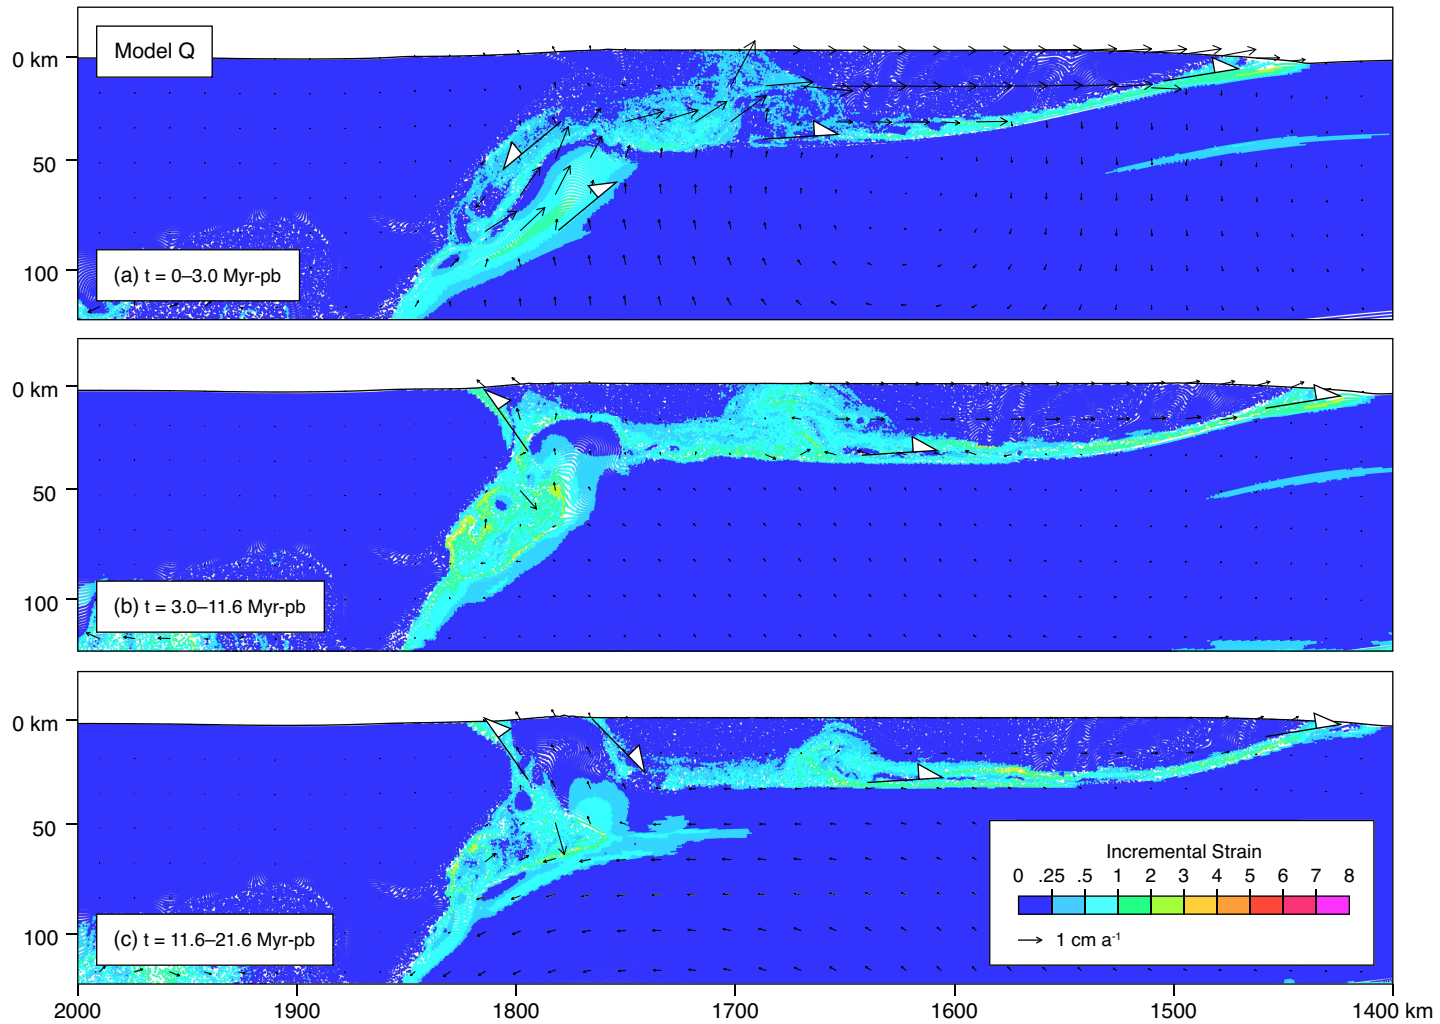 Model Q
0 km
50
100
(a) t = 0–3.0 Myr-pb
0 km
50
100
(b) t = 3.0–11.6 Myr-pb
0 km
50
100
(c) t = 11.6–21.6 Myr-pb
Incremental Strain
0 .25 .5 1 2 3 4 5 6 7 8
1 cm a⁻¹
2000 1900 1800 1700 1600 1500 1400 km